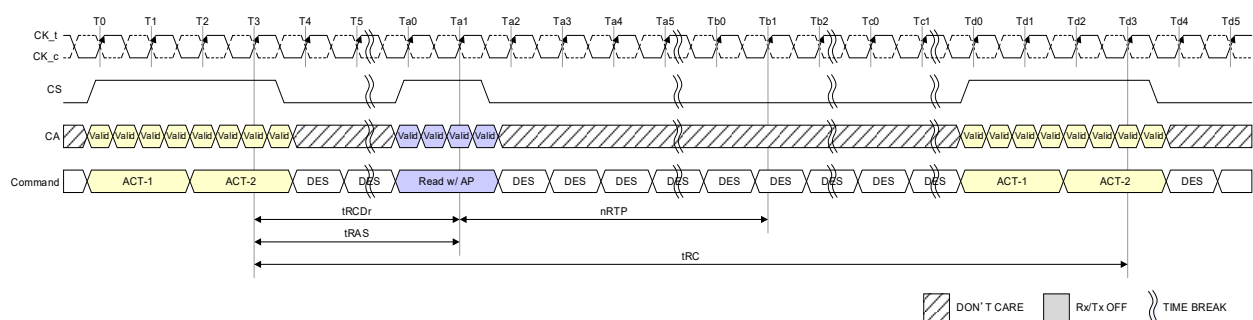 T0 T1 T2 T3 T4 T5 Ta0 Ta1 Ta2 Ta3 Ta4 Ta5 Tb0 Tb1 Tb2 Tc0 Tc1 Td0 Td1 Td2 Td3 Td4 Td5
CK_t
CK_c
CS
CA Valid Valid Valid Valid Valid Valid Valid Valid Valid Valid Valid Valid Valid Valid Valid Valid Valid Valid Valid Valid
Command ACT-1 ACT-2 DES DES Read w/ AP DES DES DES DES DES DES DES DES DES ACT-1 ACT-2 DES
tRCDr nRTP
tRAS
tRC
DON'T CARE Rx/Tx OFF TIME BREAK